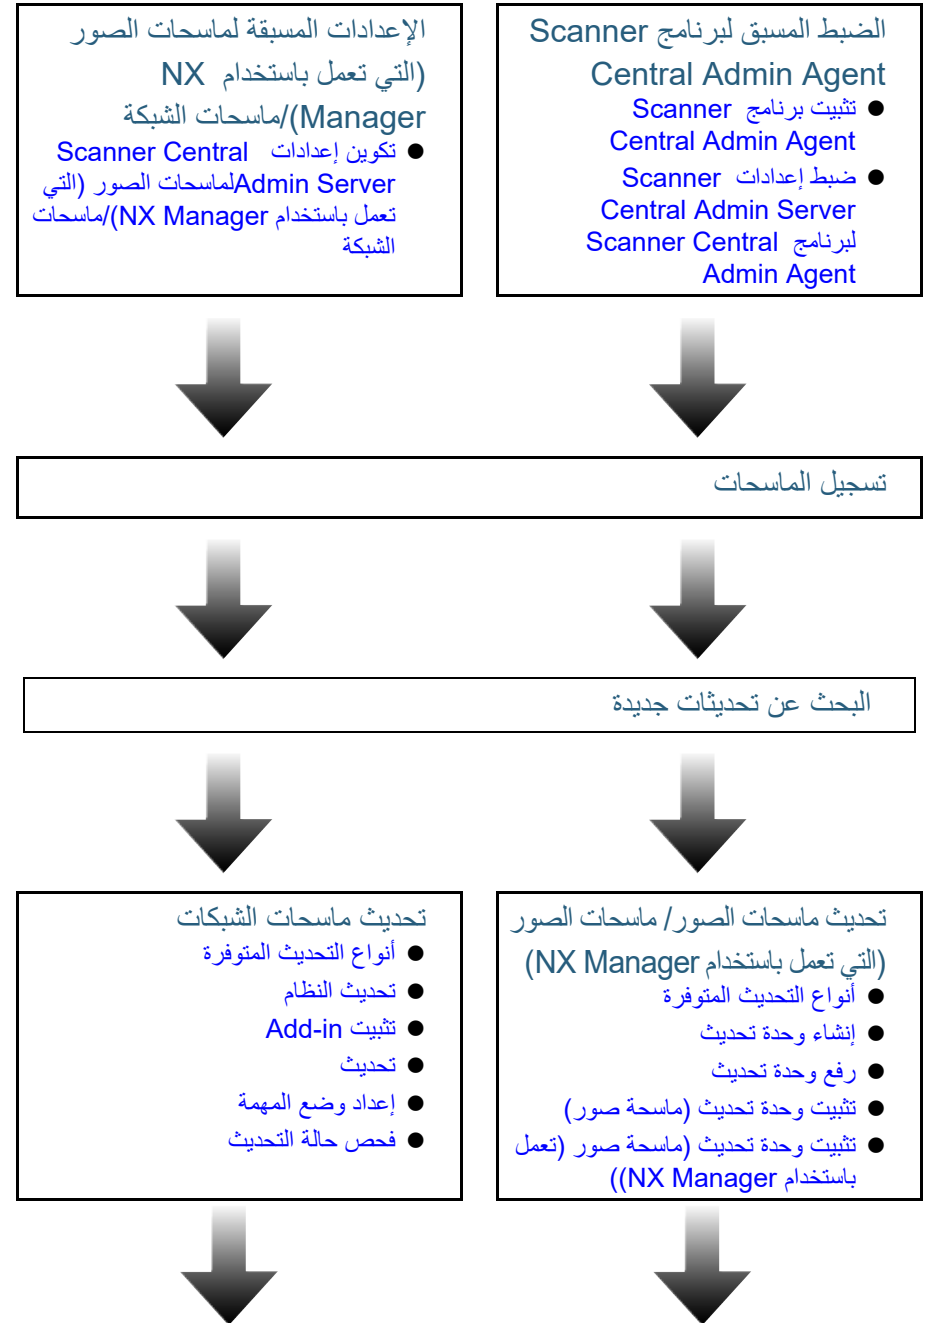 الضبط المسبق لبرنامج Scanner
Central Admin Agent
● تثبيت برنامج Scanner
Central Admin Agent
● ضبط إعدادات Scanner
Central Admin Server
لبرنامج Scanner Central
Admin Agent
الإعدادات المسبقة لماسحات الصور
(التي تعمل باستخدام NX
Manager)/ماسحات الشبكة
● تكوين إعدادات Scanner Central
Admin Serverلماسحات الصور (التي
تعمل باستخدام NX Manager)/ماسحات
الشبكة
تسجيل الماسحات
البحث عن تحديثات جديدة
تحديث ماسحات الصور/ ماسحات الصور
(التي تعمل باستخدام NX Manager)
● أنواع التحديث المتوفرة
● إنشاء وحدة تحديث
● رفع وحدة تحديث
● تثبيت وحدة تحديث (ماسحة صور)
● تثبيت وحدة تحديث (ماسحة صور (تعمل
باستخدام NX Manager))
تحديث ماسحات الشبكات
● أنواع التحديث المتوفرة
● تحديث النظام
● تثبيت Add-in
● تحديث
● إعداد وضع المهمة
● فحص حالة التحديث